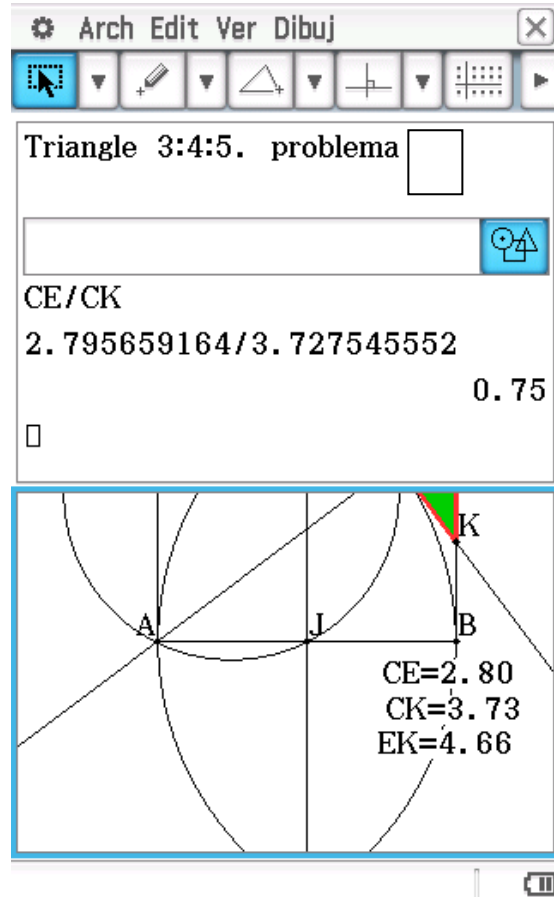 Arch Edit Ver Dibuj
Triangle 3:4:5. problema
CE/CK
2.795659164/3.727545552
0.75
K
A
J
B
CE=2.80
CK=3.73
EK=4.66